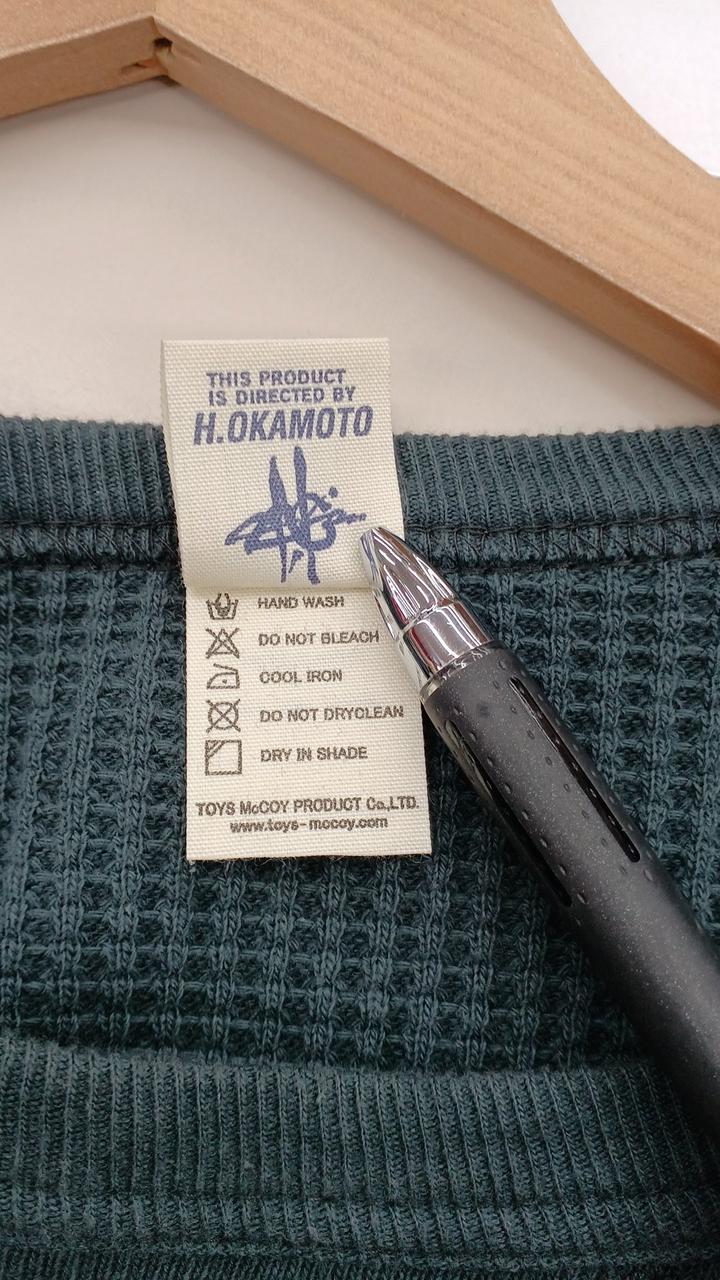 THIS PRODUCT
IS DIRECTED BY
H.OKAMOTO
HAND WASH
DO NOT BLEACH
COOL IRON
DO NOT DRYCLEAN
DRY IN SHADE
TOYS McCOY PRODUCT Co.,LTD.
www.toys-mccoy.com